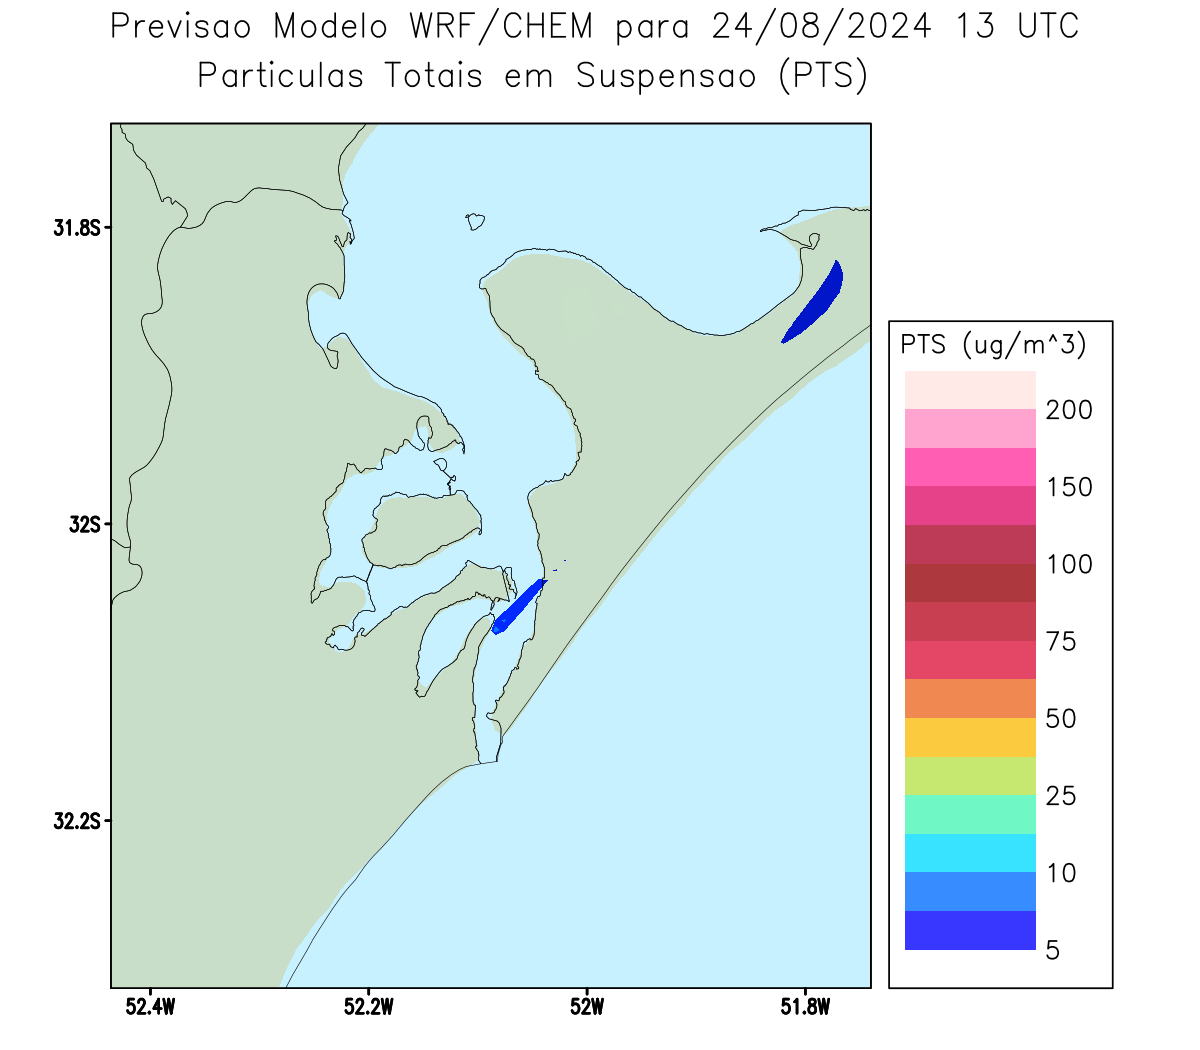 Previsao Modelo WRF/CHEM para 24/08/2024 13 UTC
Particulas Totais em Suspensao (PTS)
31.8S
32S
32.2S
52.4W
52.2W
52W
51.8W
PTS (ug/m^3)
200
150
100
75
50
25
10
5